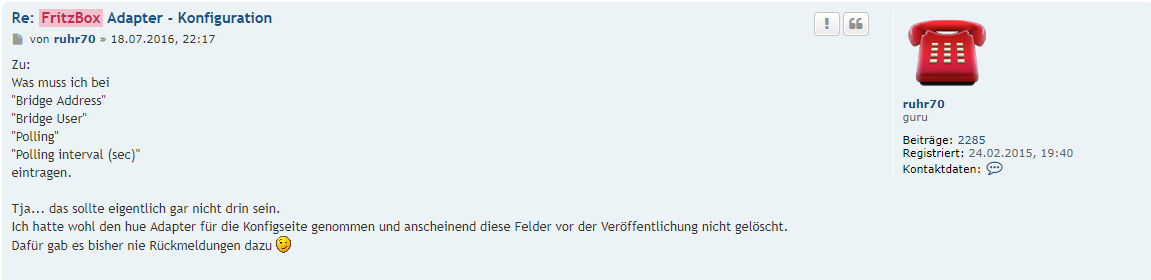 Re: FritzBox Adapter - Konfiguration
von ruhr70 » 18.07.2016, 22:17
Zu:
Was muss ich bei
"Bridge Address"
"Bridge User"
"Polling"
"Polling interval (sec)"
eintragen.
Tja... das sollte eigentlich gar nicht drin sein.
Ich hatte wohl den hue Adapter für die Konfigseite genommen und anscheinend diese Felder vor der Veröffentlichung nicht gelöscht.
Dafür gab es bisher nie Rückmeldungen dazu
ruhr70
guru
Beiträge: 2285
Registriert: 24.02.2015, 19:40
Kontaktdaten: